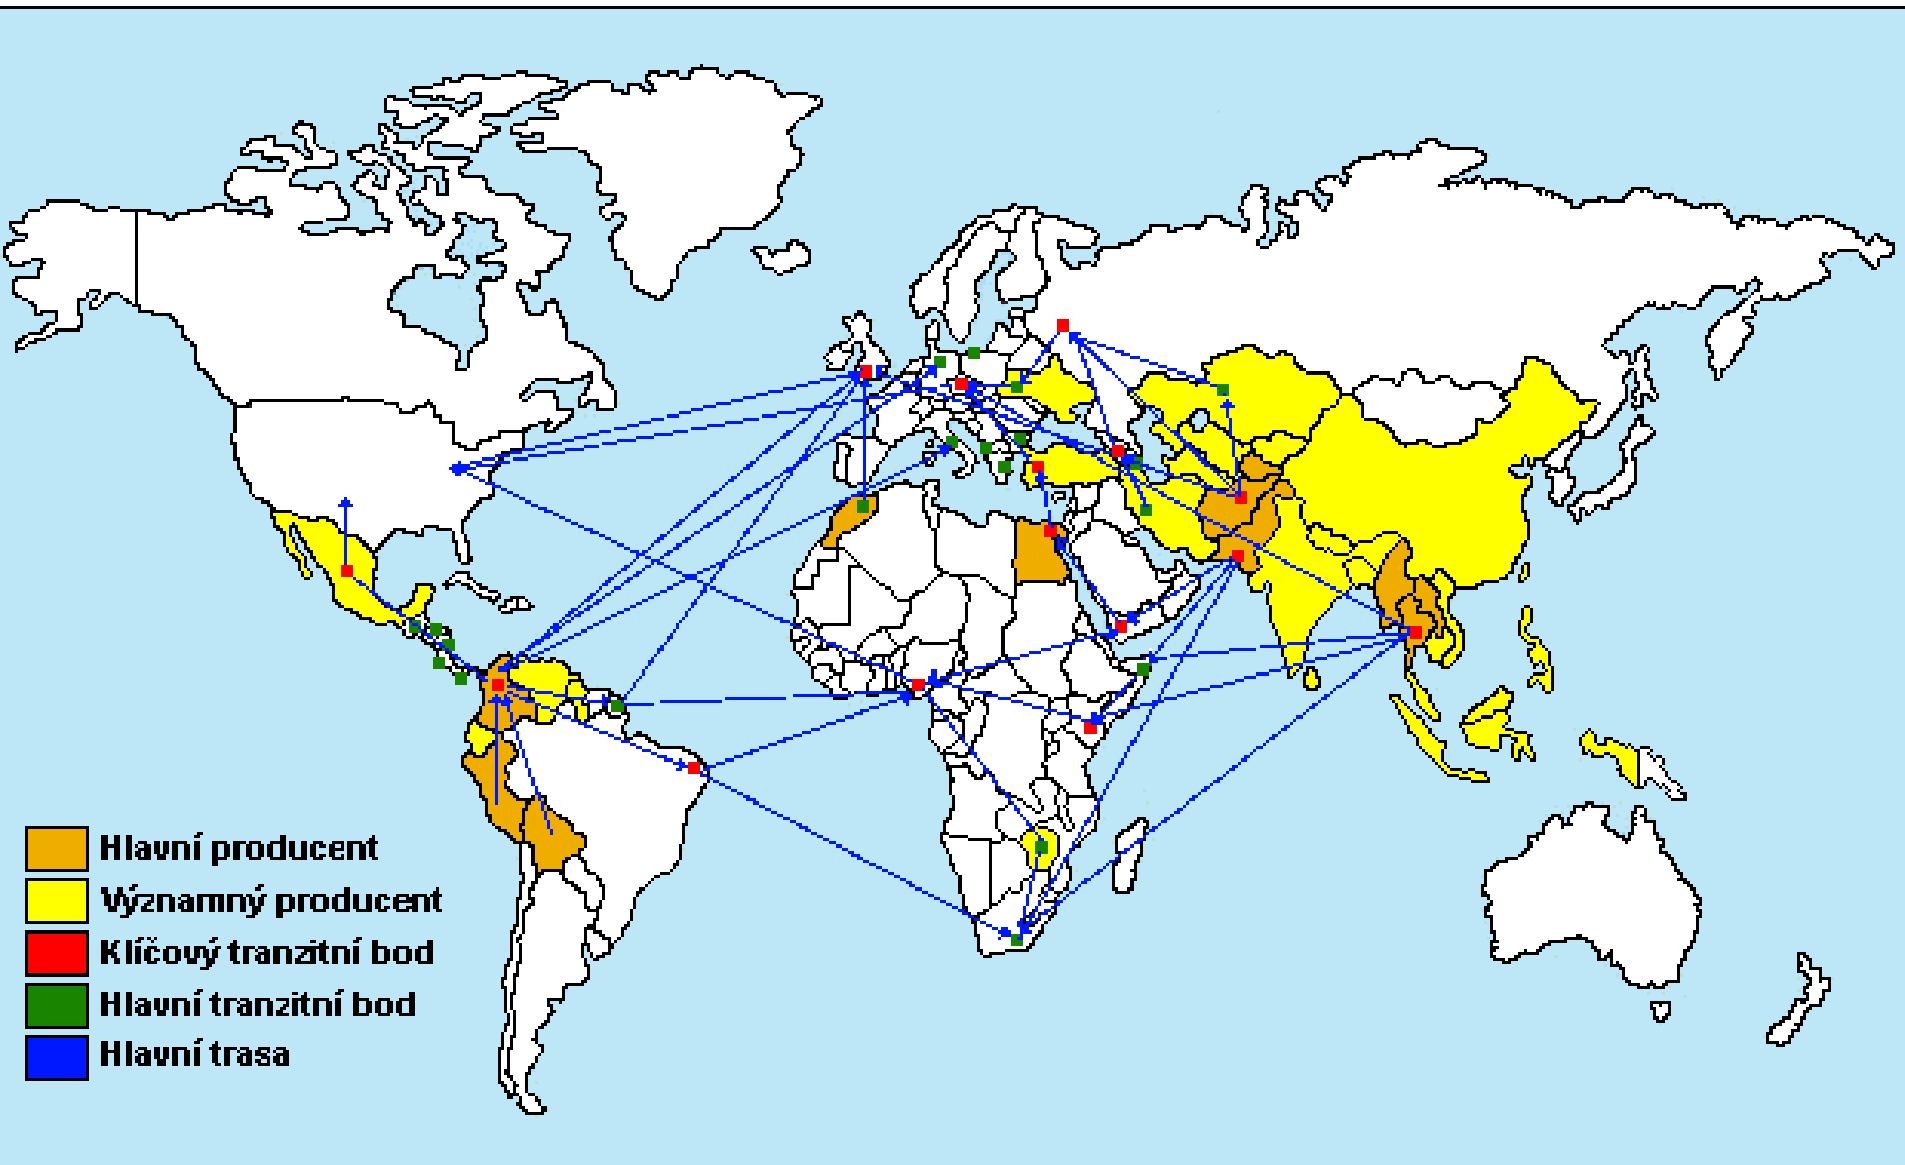 Hlavní producent
Významný producent
Klíčový tranzitní bod
Hlavní tranzitní bod
Hlavní trasa